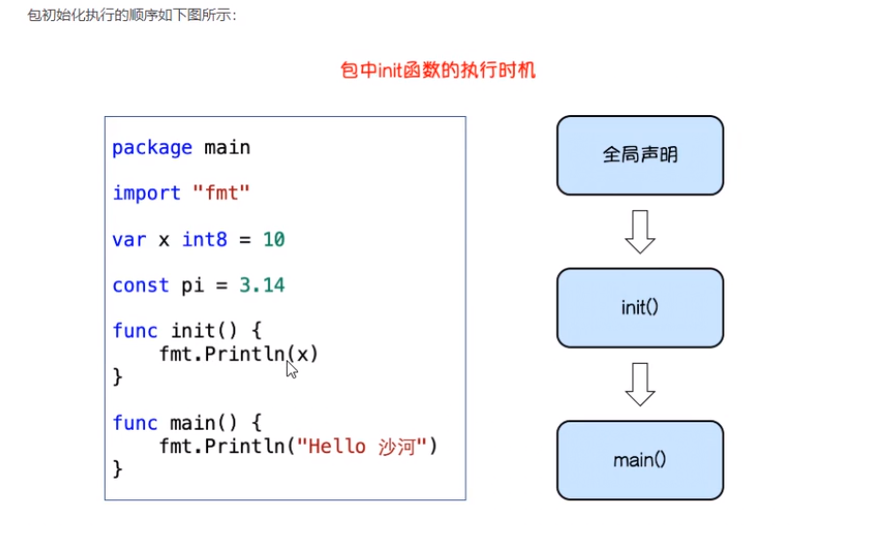 包初始化执行的顺序如下图所示：
包中init函数的执行时机
package main
import "fmt"
var x int8 = 10
const pi = 3.14
func init() {
fmt.Println(x)
}
func main() {
fmt.Println("Hello 沙河")
}
全局声明
init()
main()